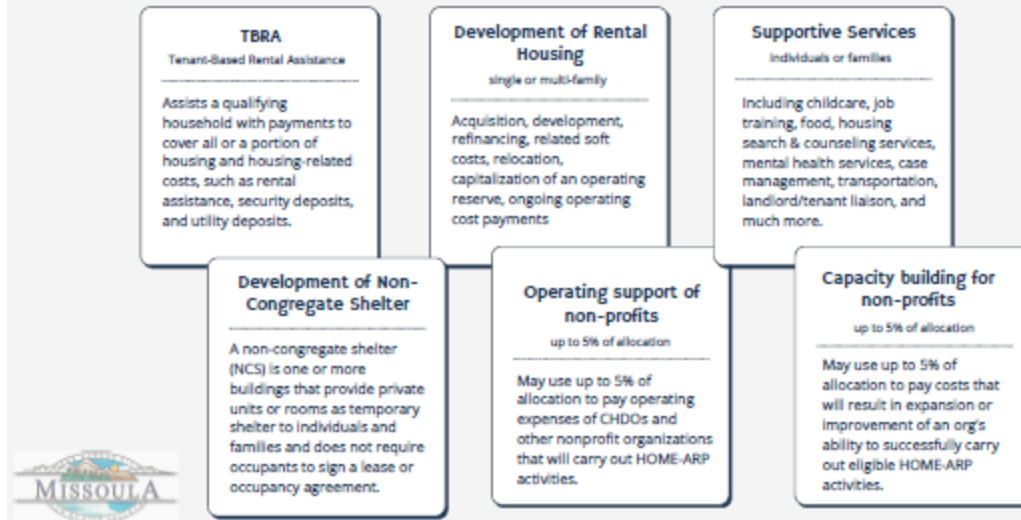 TBRA
Tenant-Based Rental Assistance
Assists a qualifying
household with payments to
cover all or a portion of
housing and housing-related
costs, such as rental
assistance, security deposits,
and utility deposits.
Development of Rental
Housing
single or multi-family
Acquisition, development,
refinancing, related soft
costs, relocation,
capitalization of an operating
reserve, ongoing operating
cost payments
Supportive Services
Individuals or families
Including childcare, job
training, food, housing
search & counseling services,
mental health services, case
management, transportation,
landlord/tenant liaison, and
much more.
Development of Non-
Congregate Shelter
A non-congregate shelter
(NCS) is one or more
buildings that provide private
units or rooms as temporary
shelter to individuals and
families and does not require
occupants to sign a lease or
occupancy agreement.
Operating support of
non-profits
up to 5% of allocation
May use up to 5% of
allocation to pay operating
expenses of CHDOs and
other nonprofit organizations
that will carry out HOME-ARP
activities.
Capacity building for
non-profits
up to 5% of allocation
May use up to 5% of
allocation to pay costs that
will result in expansion or
improvement of an org's
ability to successfully carry
out eligible HOME-ARP
activities.
MISSOULA